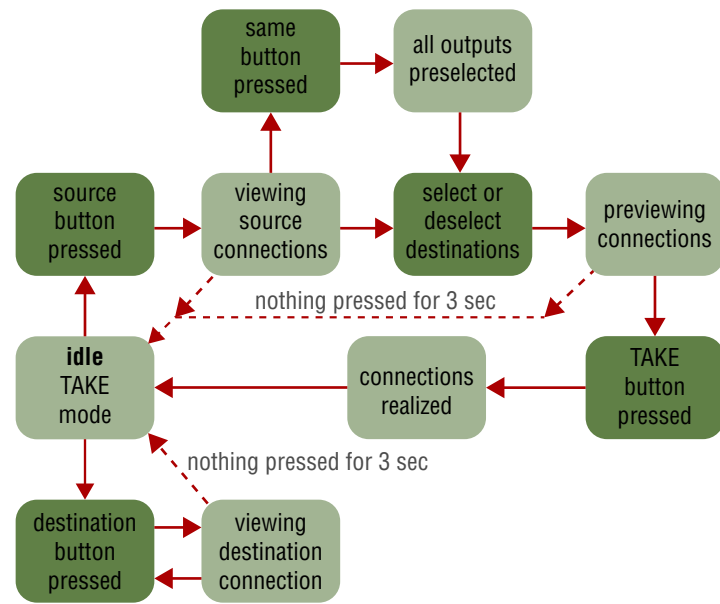 same
button
pressed
all outputs
preselected
source
button
pressed
viewing
source
connections
select or
deselect
destinations
previewing
connections
nothing pressed for 3 sec
idle
TAKE
mode
connections
realized
TAKE
button
pressed
nothing pressed for 3 sec
destination
button
pressed
viewing
destination
connection